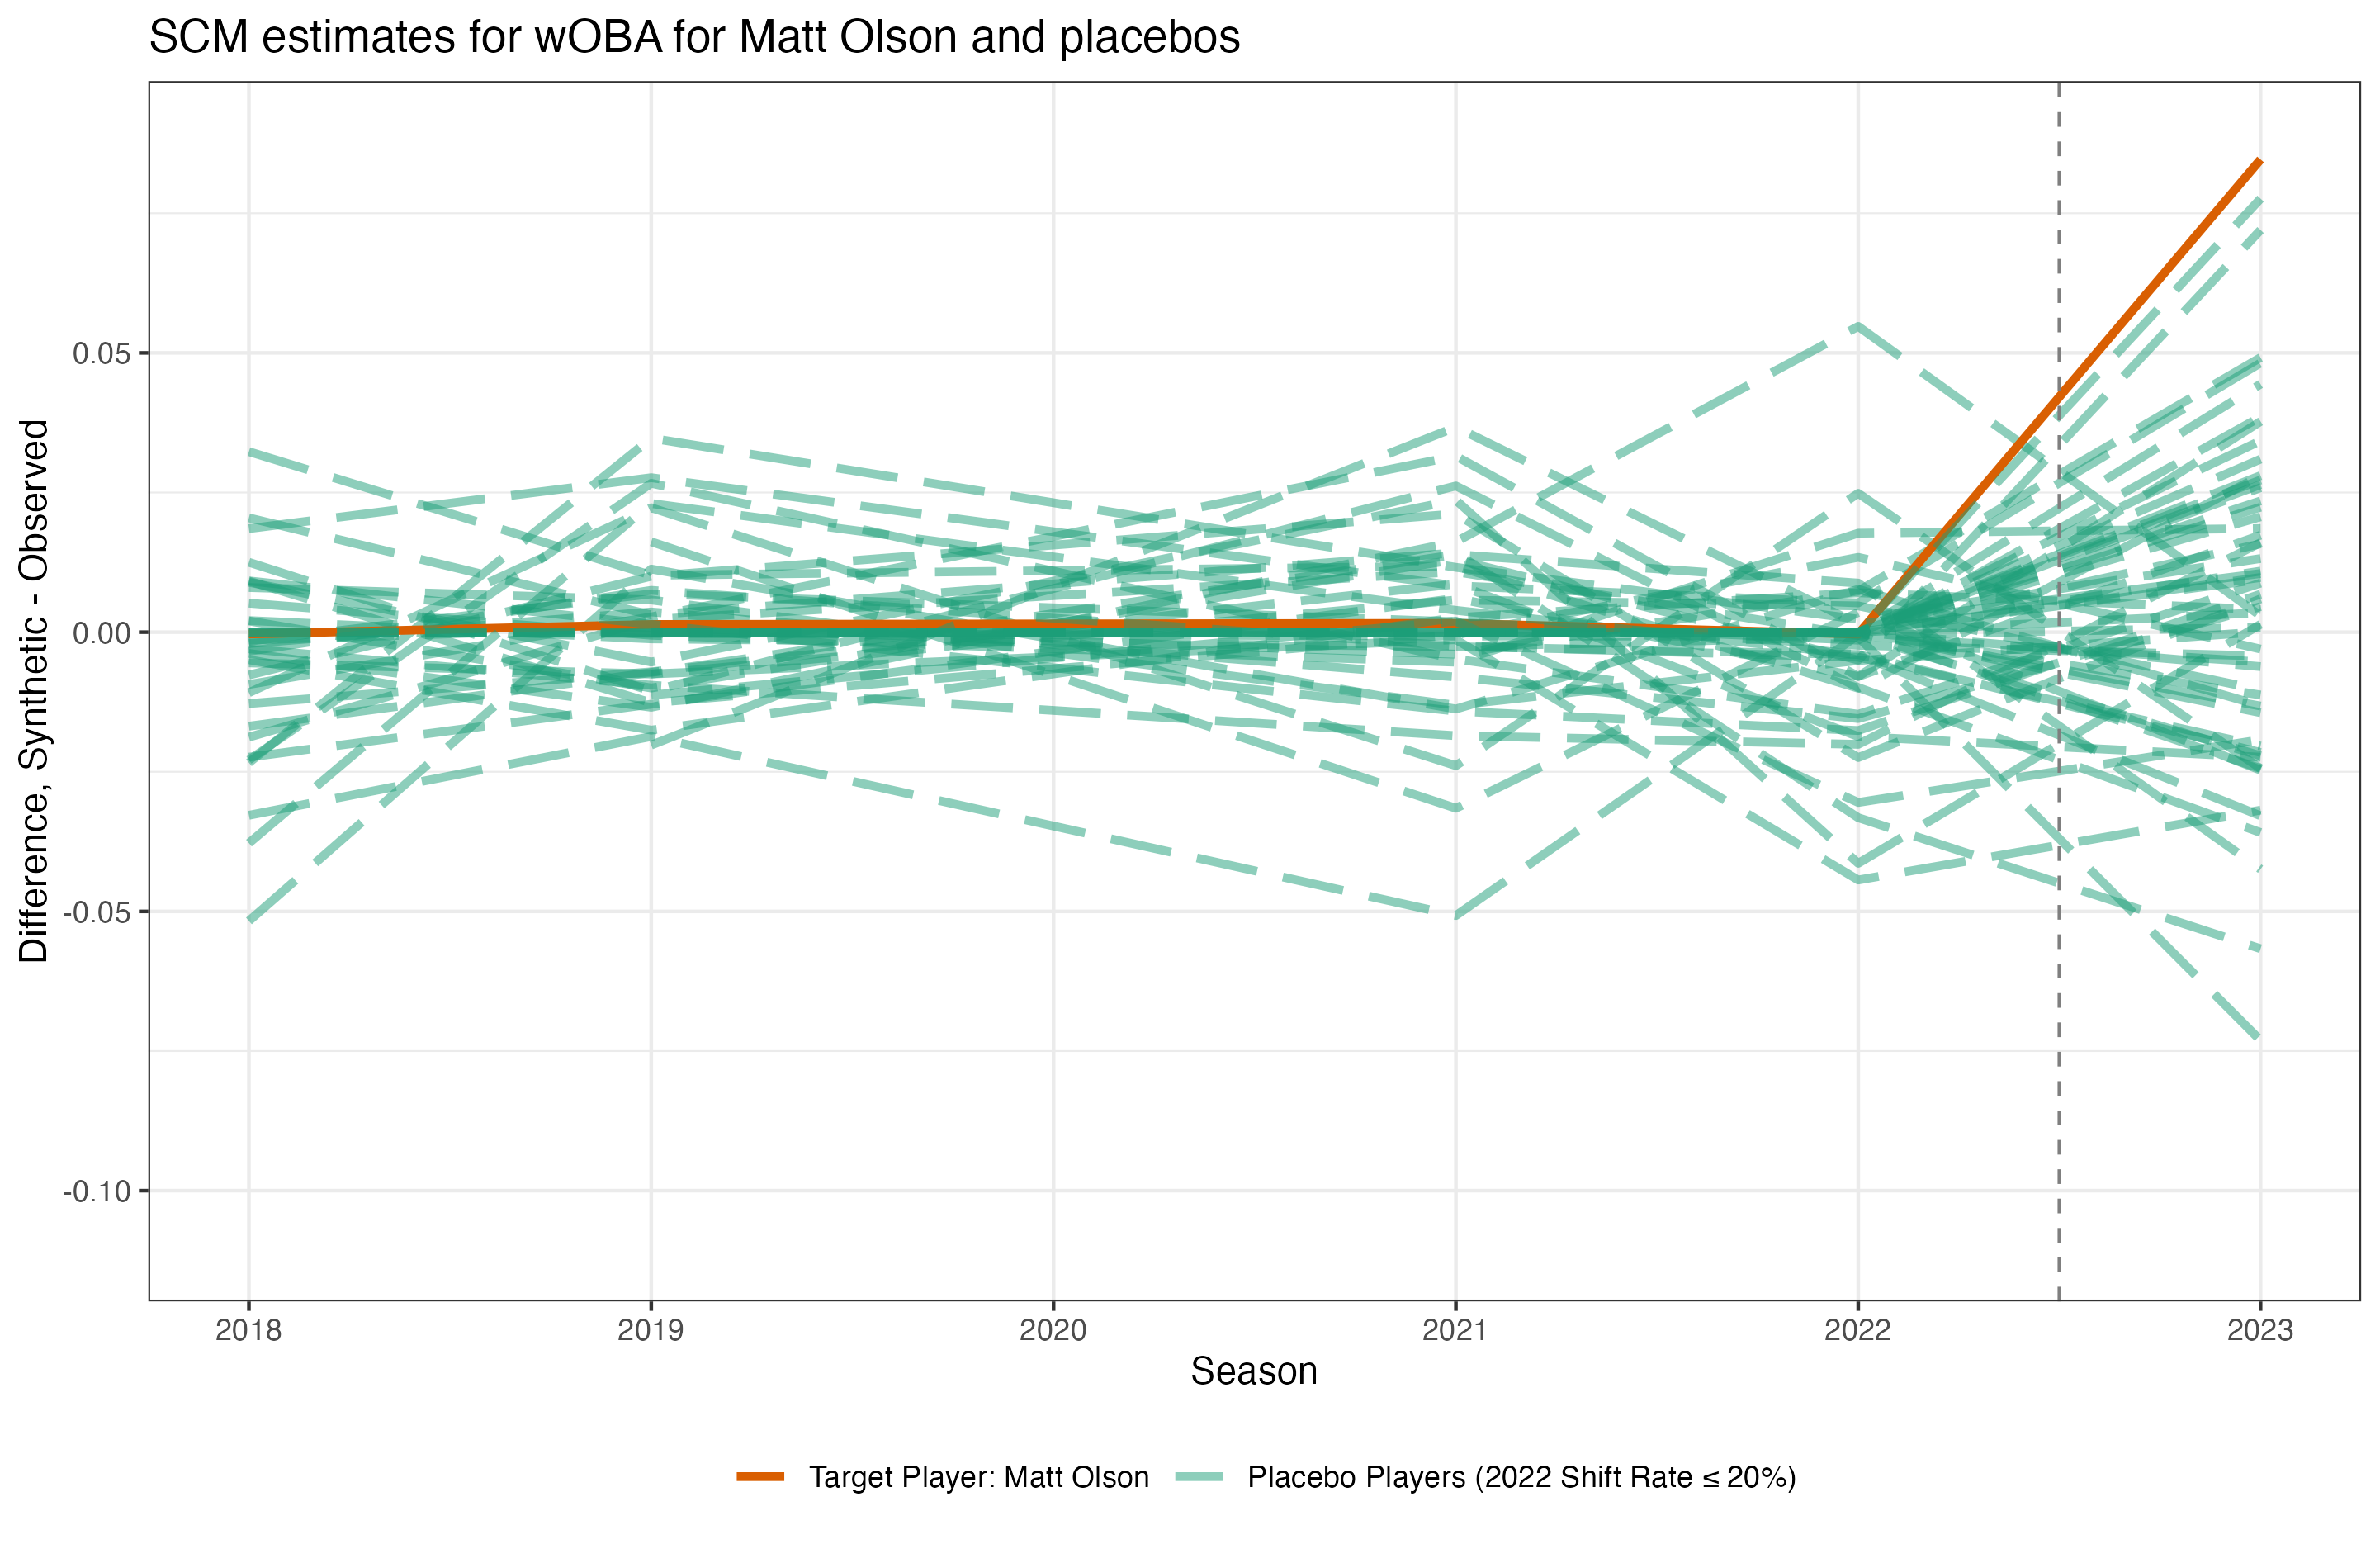 SCM estimates for wOBA for Matt Olson and placebos
Difference, Synthetic - Observed
0.05
0.00
-0.05
-0.10
2018 2019 2020 2021 2022 2023
Season
Target Player: Matt Olson Placebo Players (2022 Shift Rate ≤ 20%)